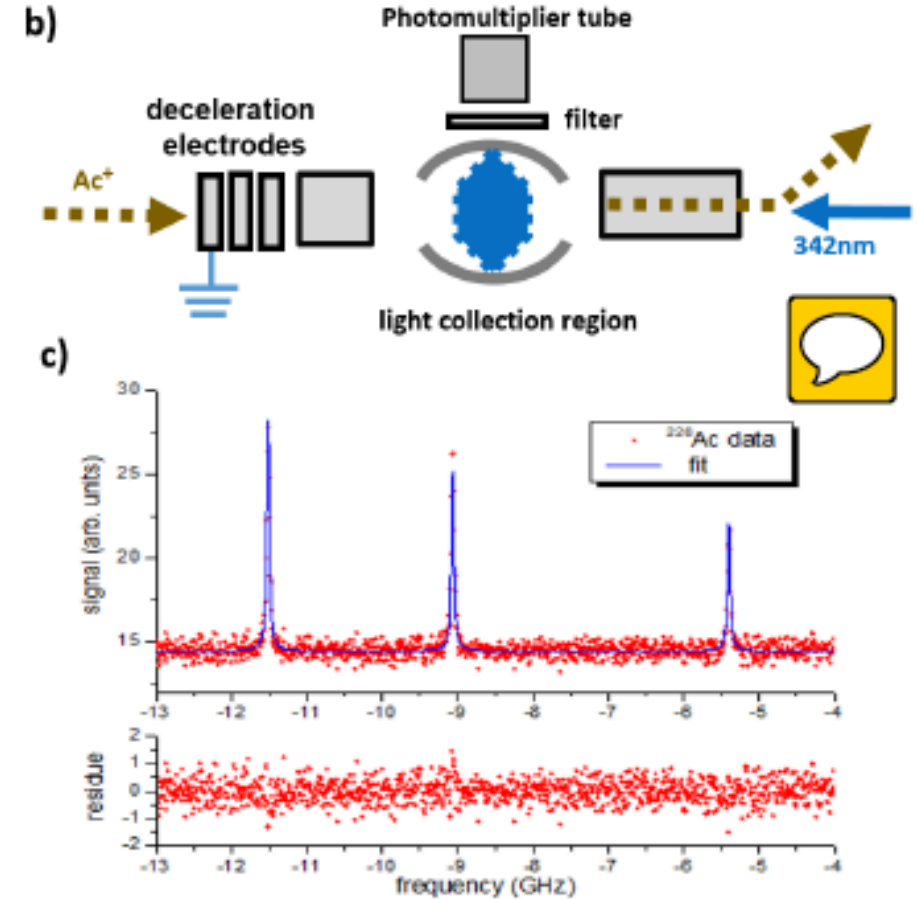 b)
Photomultiplier tube
deceleration
electrodes
filter
Ac⁺
342nm
light collection region
c)
30
25
20
15
signal (arb. units)
²²⁶Ac data
fit
-13 -12 -11 -10 -9 -8 -7 -6 -5 -4
2
1
0
-1
-2
residue
-13 -12 -11 -10 -9 -8 -7 -6 -5 -4
frequency (GHz)